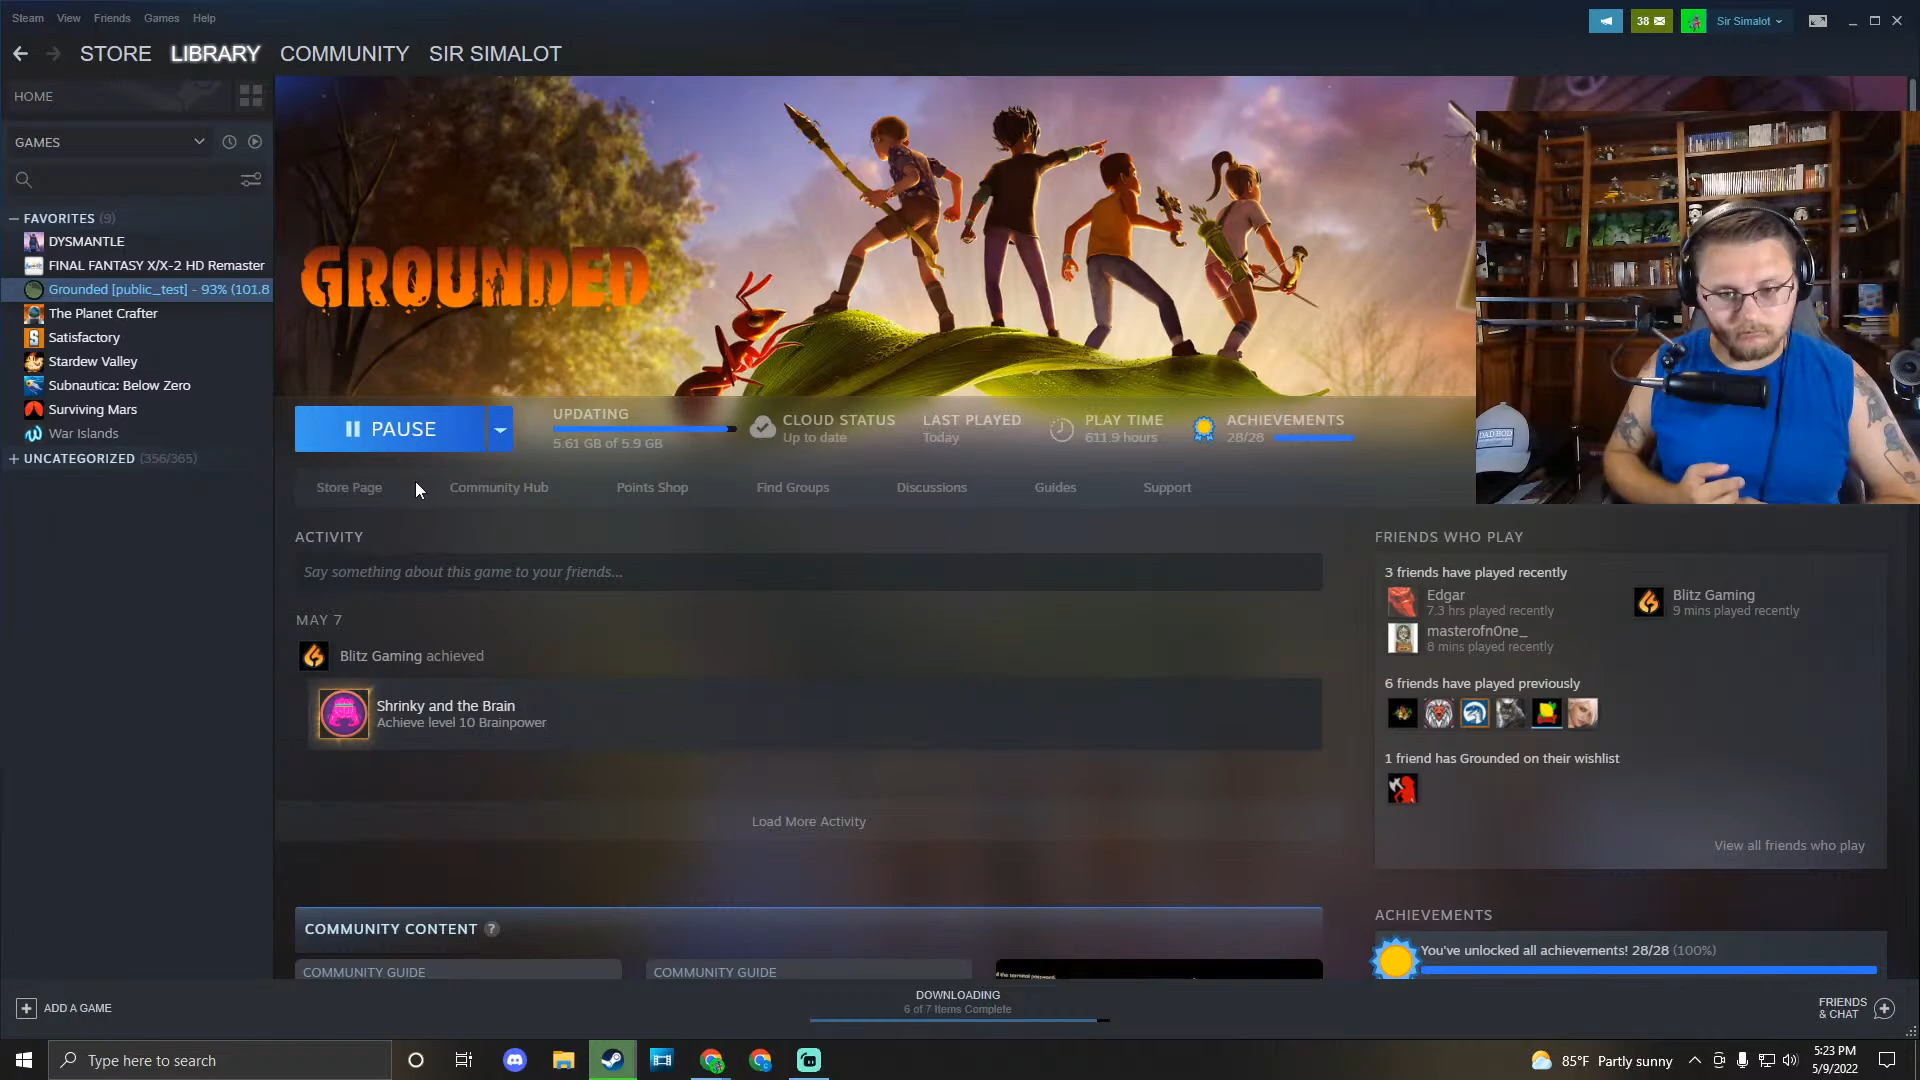 Steam View Friends Games Help
38
Sir Simalot
STORE LIBRARY COMMUNITY SIR SIMALOT
HOME
GAMES
FAVORITES (9)
DYSMANTLE
FINAL FANTASY X/X-2 HD Remaster
Grounded [public_test] - 93% (101.8
The Planet Crafter
Satisfactory
Stardew Valley
Subnautica: Below Zero
Surviving Mars
War Islands
UNCATEGORIZED (356/365)
GROUNDED
DAD BOD
PAUSE
UPDATING
5.61 GB of 5.9 GB
CLOUD STATUS
Up to date
LAST PLAYED
Today
PLAY TIME
611.9 hours
ACHIEVEMENTS
28/28
Store Page Community Hub Points Shop Find Groups Discussions Guides Support
ACTIVITY
Say something about this game to your friends...
MAY 7
Blitz Gaming achieved
Shrinky and the Brain
Achieve level 10 Brainpower
Load More Activity
COMMUNITY CONTENT ?
COMMUNITY GUIDE
COMMUNITY GUIDE
FRIENDS WHO PLAY
3 friends have played recently
Edgar
7.3 hrs played recently
Blitz Gaming
9 mins played recently
masterofn0ne_
8 mins played recently
6 friends have played previously
1 friend has Grounded on their wishlist
View all friends who play
ACHIEVEMENTS
You've unlocked all achievements! 28/28 (100%)
ADD A GAME
DOWNLOADING
6 of 7 Items Complete
FRIENDS
& CHAT
Type here to search
85°F Partly sunny
5:23 PM
5/9/2022